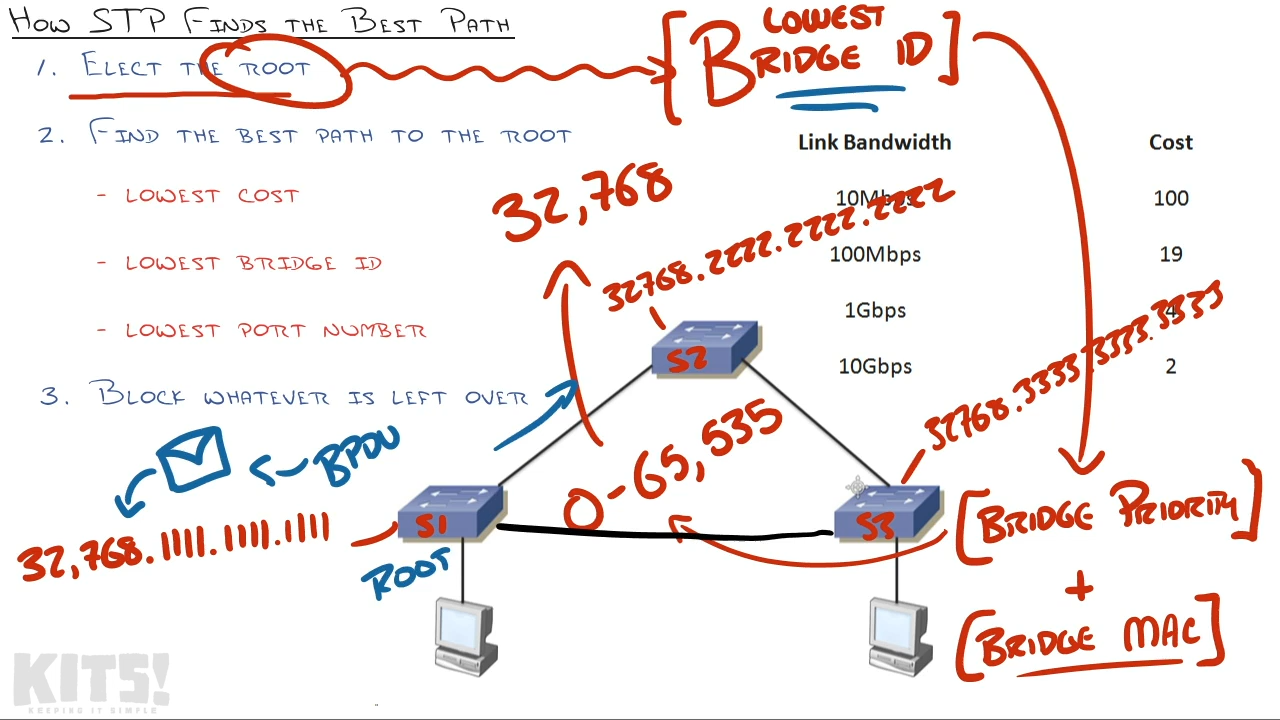 How STP Finds the Best Path
1. Elect the root
[Lowest
Bridge ID]
2. Find the best path to the root
- Lowest cost
- Lowest Bridge ID
- Lowest port number
3. Block whatever is left over
Link Bandwidth Cost
10Mbps 100
100Mbps 19
1Gbps 4
10Gbps 2
32,768
32768.2222.2222.2222
32768.3333.3333.3333
S2
BPDU
0-65,535
32,768.1111.1111.1111
S1
Root
S3
[Bridge Priority]
+
[Bridge MAC]
KITS!
KEEPING IT SIMPLE